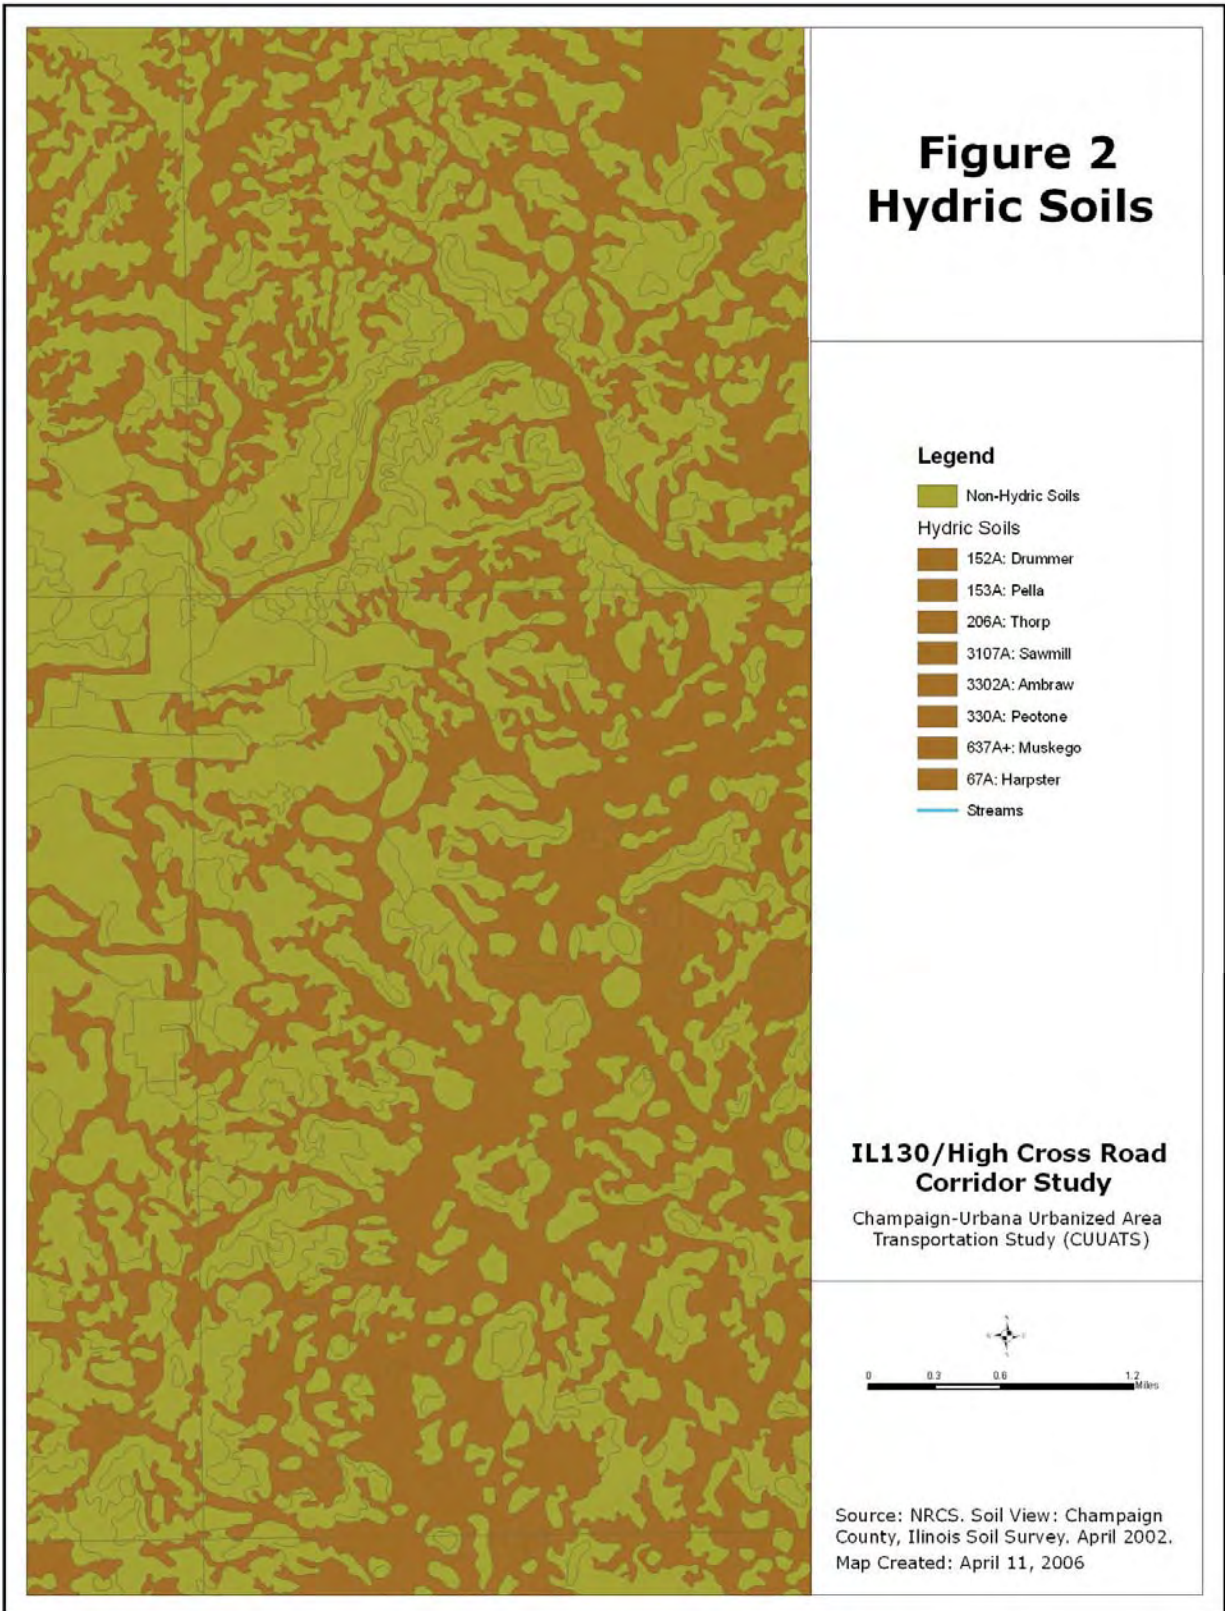 Figure 2
Hydric Soils
Legend
Non-Hydric Soils
Hydric Soils
152A: Drummer
153A: Pella
206A: Thorp
3107A: Sawmill
3302A: Ambraw
330A: Peotone
637A+: Muskego
67A: Harpster
Streams
IL130/High Cross Road
Corridor Study
Champaign-Urbana Urbanized Area
Transportation Study (CUUATS)
0 0.3 0.6 1.2
Miles
Source: NRCS. Soil View: Champaign
County, Ilinois Soil Survey. April 2002.
Map Created: April 11, 2006